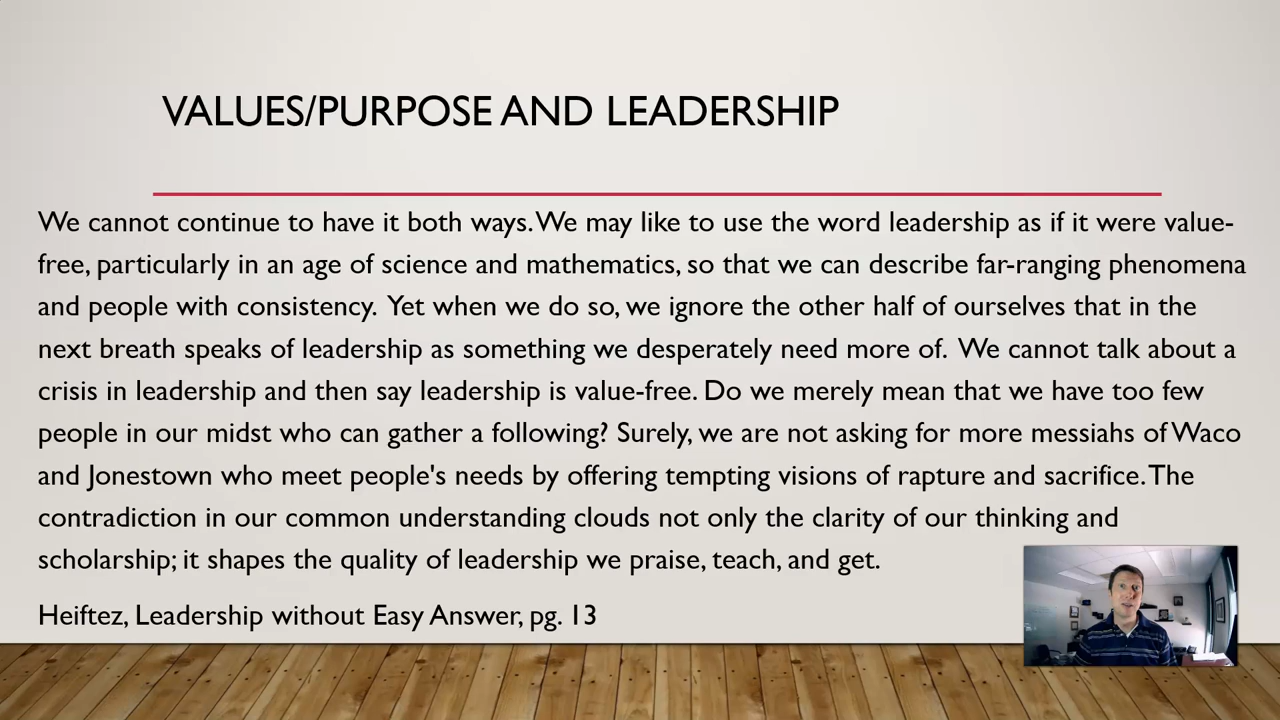 VALUES/PURPOSE AND LEADERSHIP
We cannot continue to have it both ways. We may like to use the word leadership as if it were value-
free, particularly in an age of science and mathematics, so that we can describe far-ranging phenomena
and people with consistency. Yet when we do so, we ignore the other half of ourselves that in the
next breath speaks of leadership as something we desperately need more of. We cannot talk about a
crisis in leadership and then say leadership is value-free. Do we merely mean that we have too few
people in our midst who can gather a following? Surely, we are not asking for more messiahs of Waco
and Jonestown who meet people's needs by offering tempting visions of rapture and sacrifice. The
contradiction in our common understanding clouds not only the clarity of our thinking and
scholarship; it shapes the quality of leadership we praise, teach, and get.
Heiftez, Leadership without Easy Answer, pg. 13